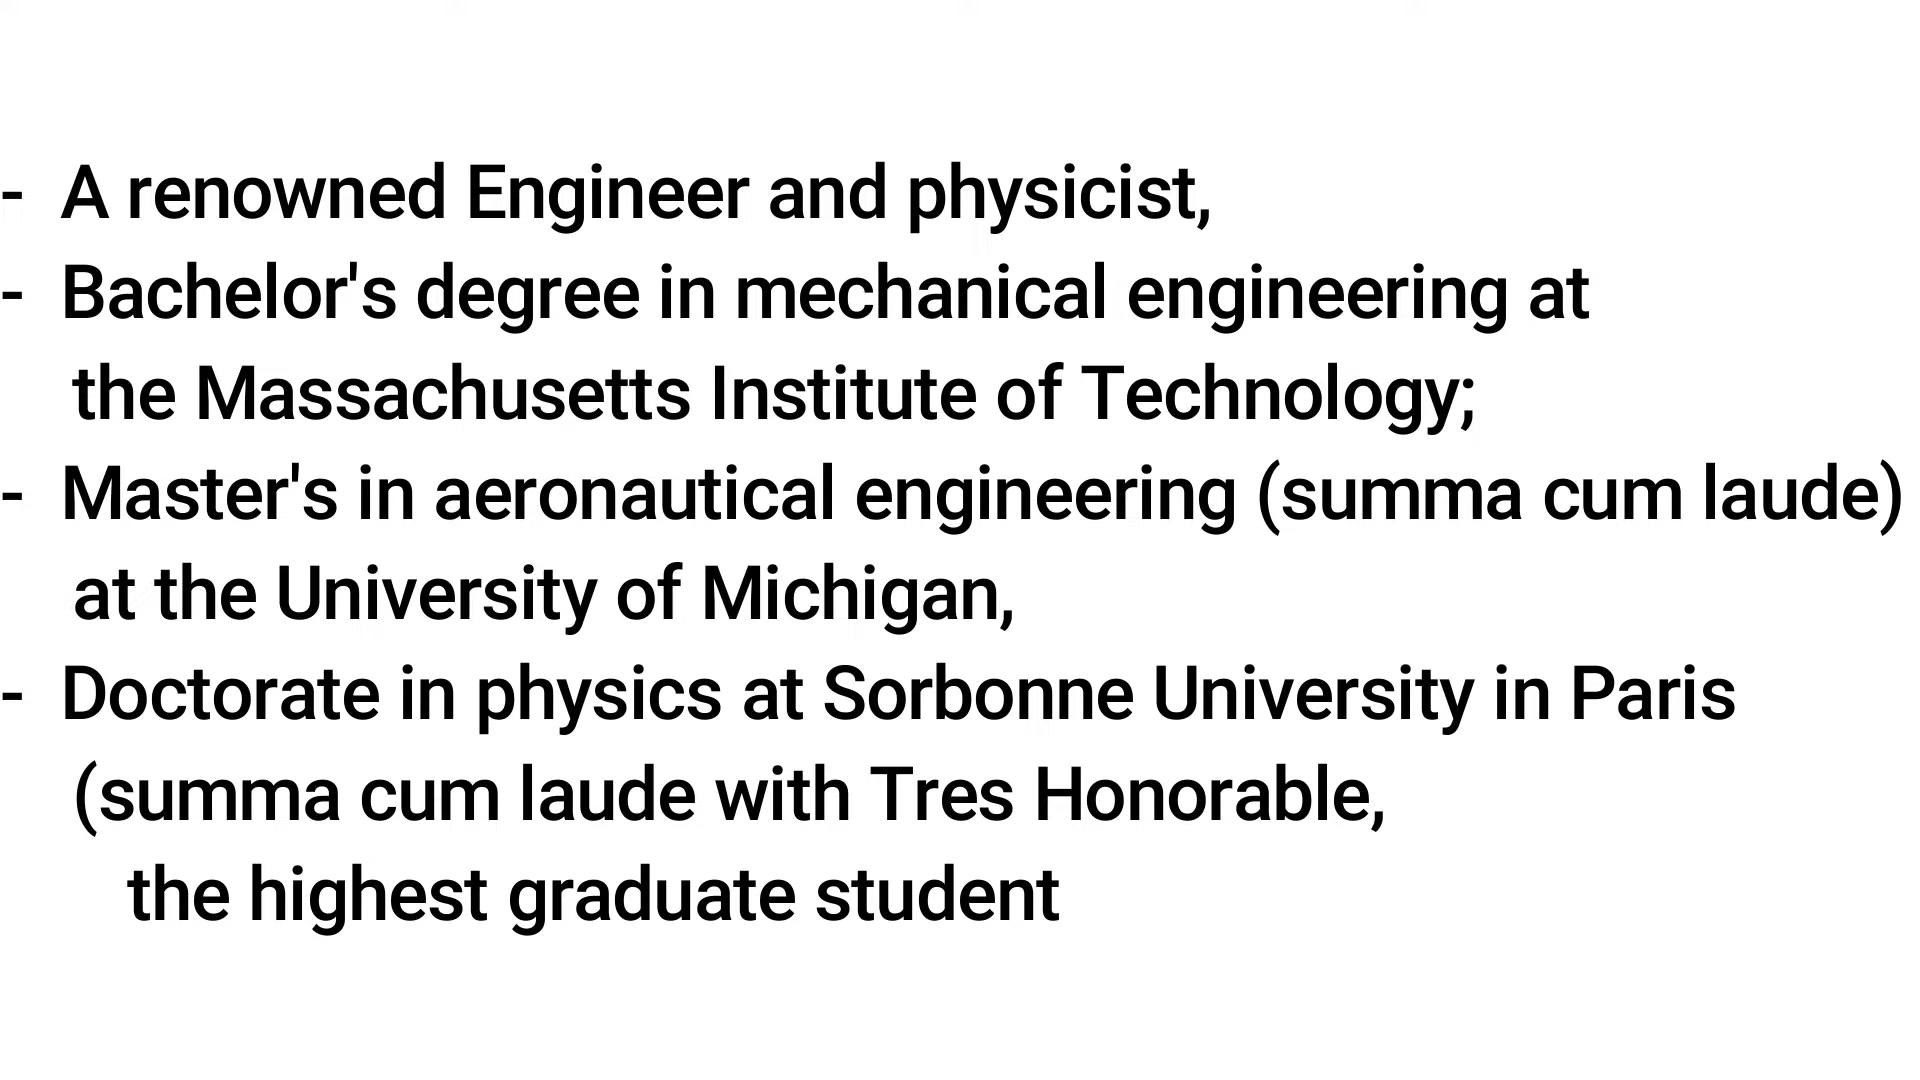 - A renowned Engineer and physicist,
- Bachelor's degree in mechanical engineering at
the Massachusetts Institute of Technology;
- Master's in aeronautical engineering (summa cum laude)
at the University of Michigan,
- Doctorate in physics at Sorbonne University in Paris
(summa cum laude with Tres Honorable,
the highest graduate student